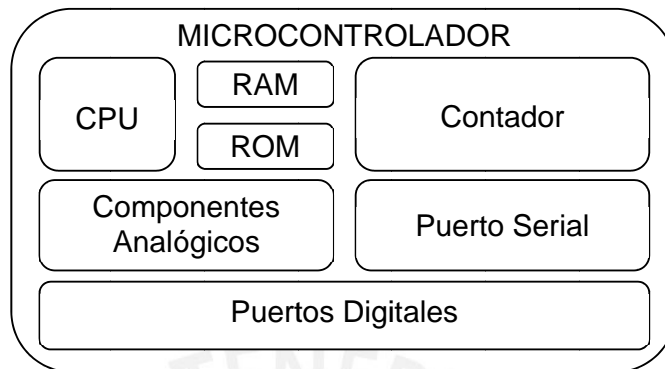 MICROCONTROLADOR
CPU
RAM
ROM
Contador
Componentes
Analógicos
Puerto Serial
Puertos Digitales